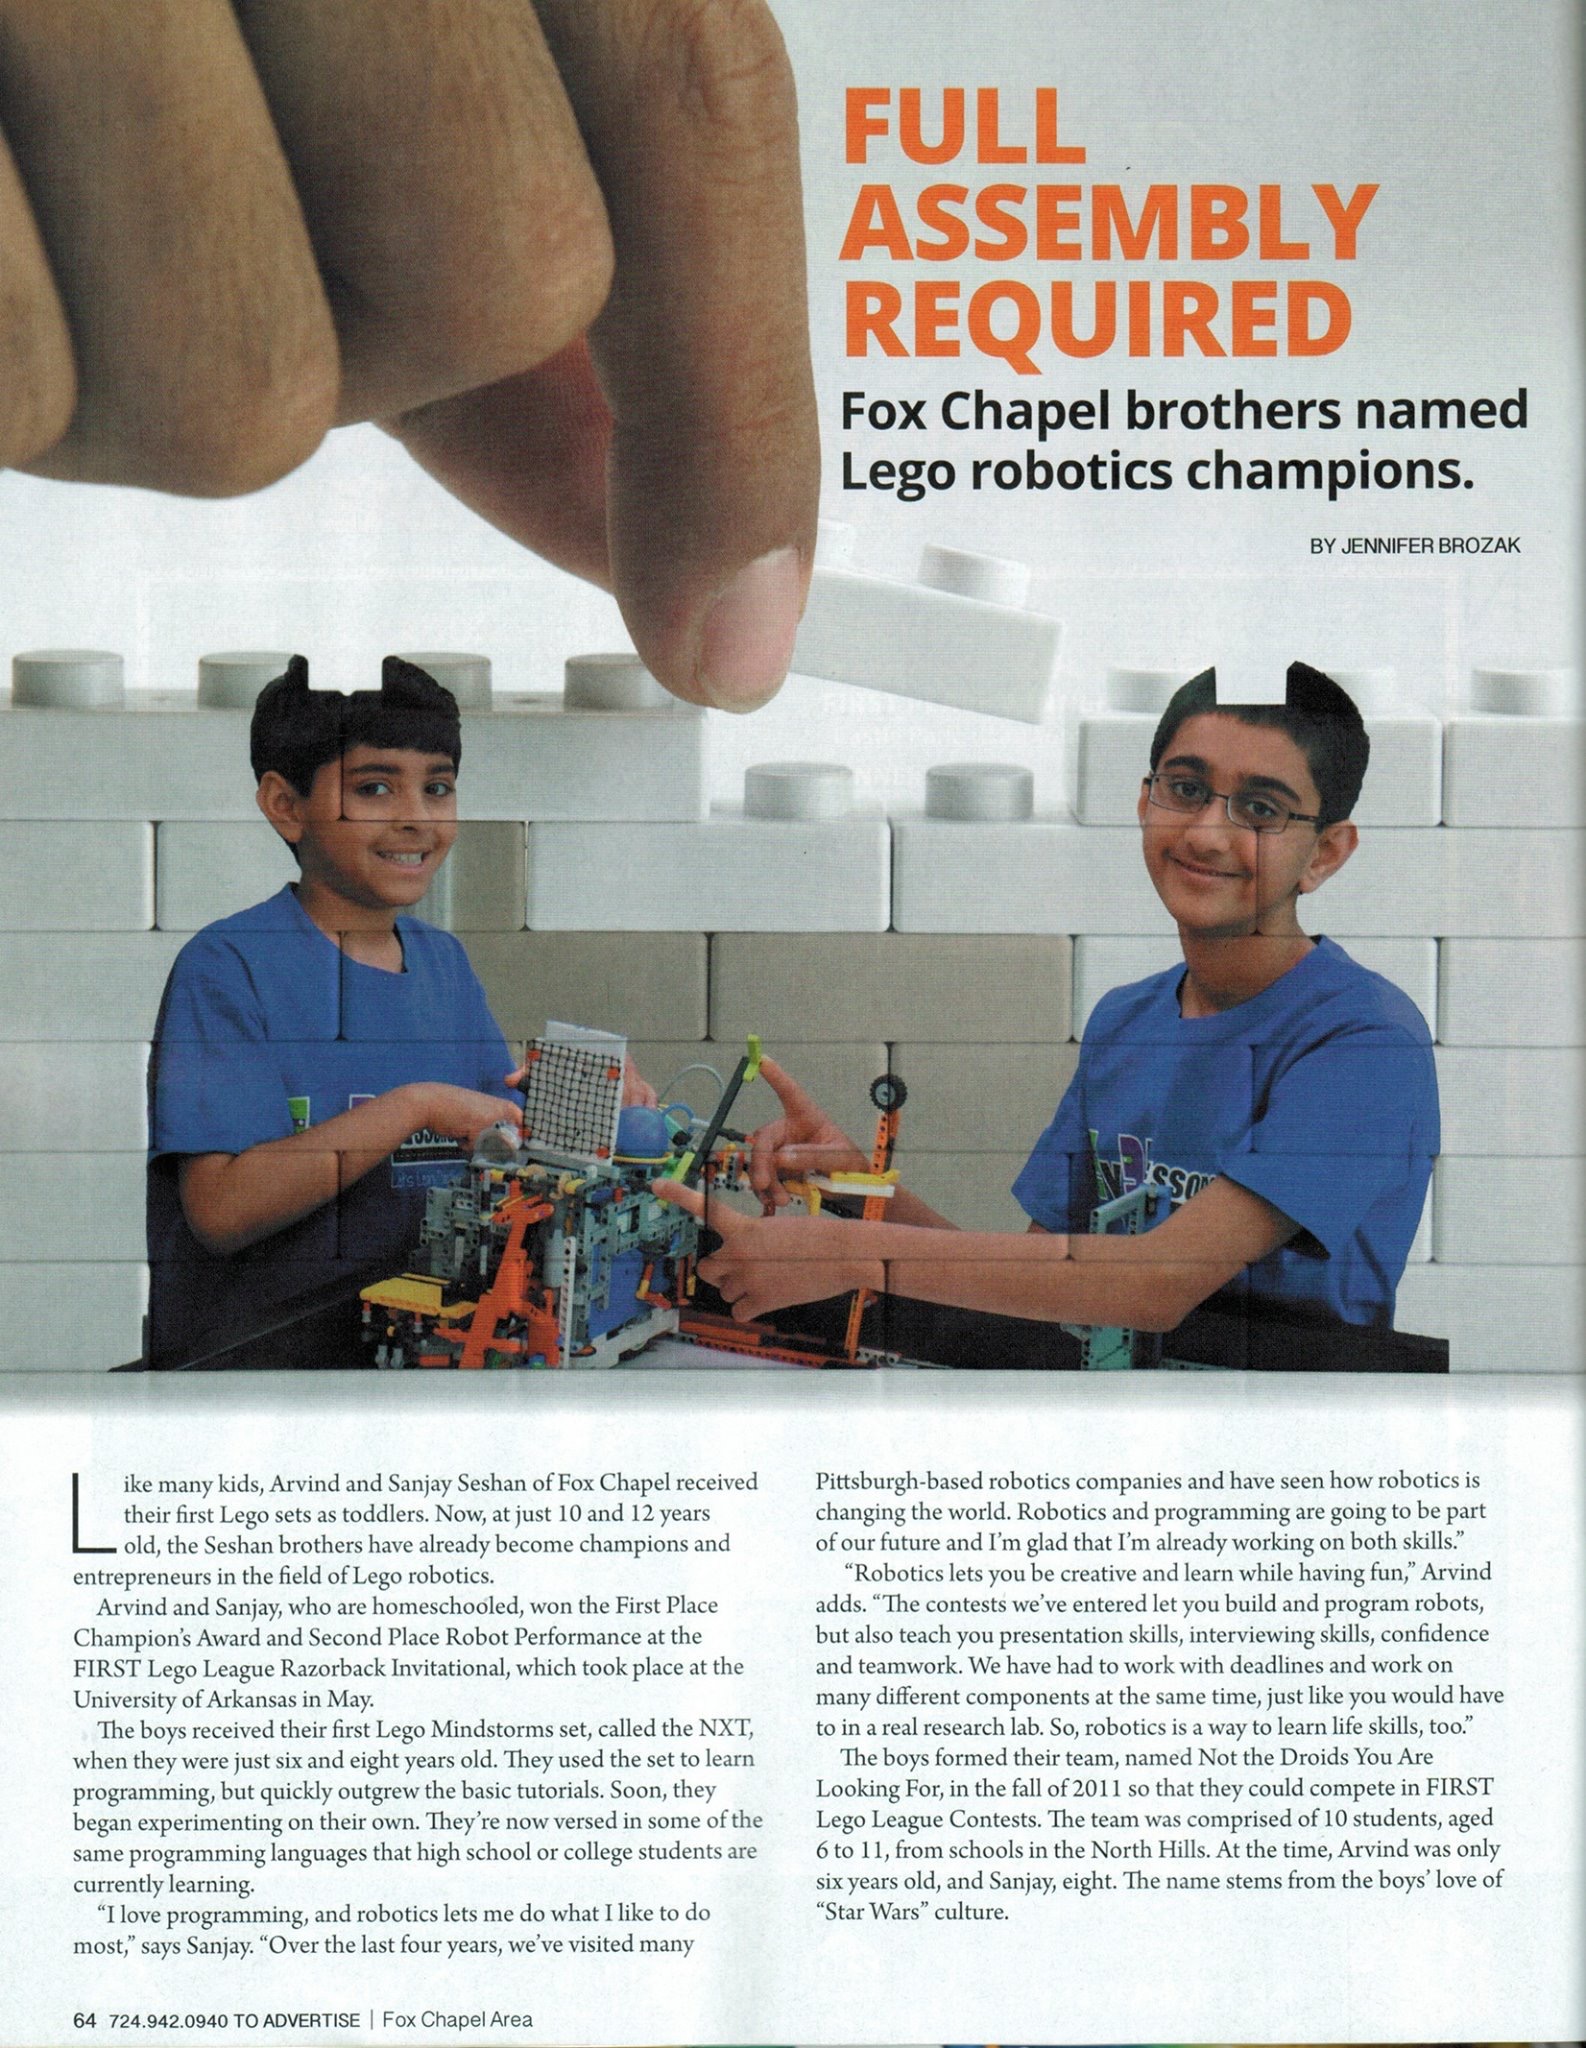 FULL
ASSEMBLY
REQUIRED
Fox Chapel brothers named
Lego robotics champions.
BY JENNIFER BROZAK
Like many kids, Arvind and Sanjay Seshan of Fox Chapel received
their first Lego sets as toddlers. Now, at just 10 and 12 years
old, the Seshan brothers have already become champions and
entrepreneurs in the field of Lego robotics.
Arvind and Sanjay, who are homeschooled, won the First Place
Champion's Award and Second Place Robot Performance at the
FIRST Lego League Razorback Invitational, which took place at the
University of Arkansas in May.
The boys received their first Lego Mindstorms set, called the NXT,
when they were just six and eight years old. They used the set to learn
programming, but quickly outgrew the basic tutorials. Soon, they
began experimenting on their own. They're now versed in some of the
same programming languages that high school or college students are
currently learning.
"I love programming, and robotics lets me do what I like to do
most," says Sanjay. "Over the last four years, we've visited many
Pittsburgh-based robotics companies and have seen how robotics is
changing the world. Robotics and programming are going to be part
of our future and I'm glad that I'm already working on both skills."
"Robotics lets you be creative and learn while having fun," Arvind
adds. "The contests we've entered let you build and program robots,
but also teach you presentation skills, interviewing skills, confidence
and teamwork. We have had to work with deadlines and work on
many different components at the same time, just like you would have
to in a real research lab. So, robotics is a way to learn life skills, too."
The boys formed their team, named Not the Droids You Are
Looking For, in the fall of 2011 so that they could compete in FIRST
Lego League Contests. The team was comprised of 10 students, aged
6 to 11, from schools in the North Hills. At the time, Arvind was only
six years old, and Sanjay, eight. The name stems from the boys' love of
"Star Wars" culture.
64 724.942.0940 TO ADVERTISE | Fox Chapel Area